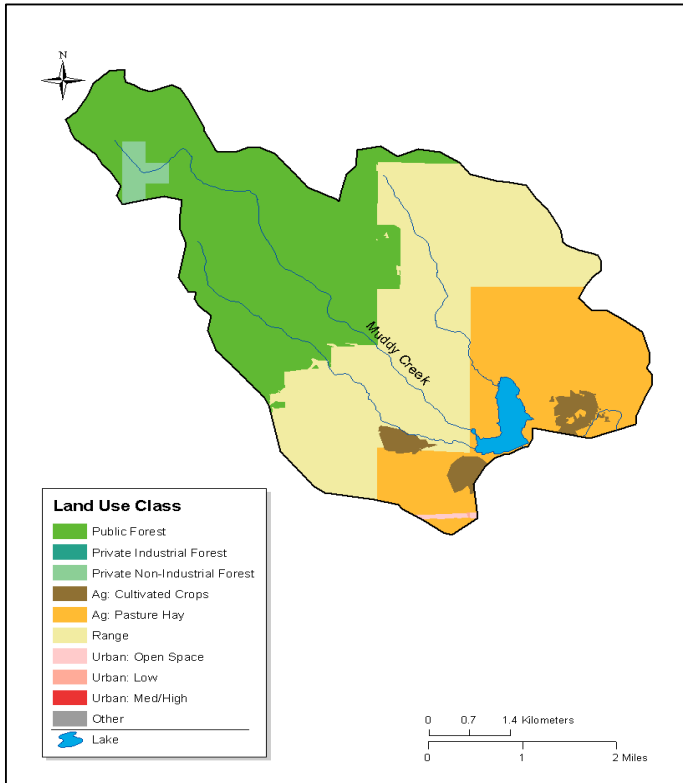 N
Muddy Creek
Land Use Class
Public Forest
Private Industrial Forest
Private Non-Industrial Forest
Ag: Cultivated Crops
Ag: Pasture Hay
Range
Urban: Open Space
Urban: Low
Urban: Med/High
Other
Lake
0 0.7 1.4 Kilometers
0 1 2 Miles